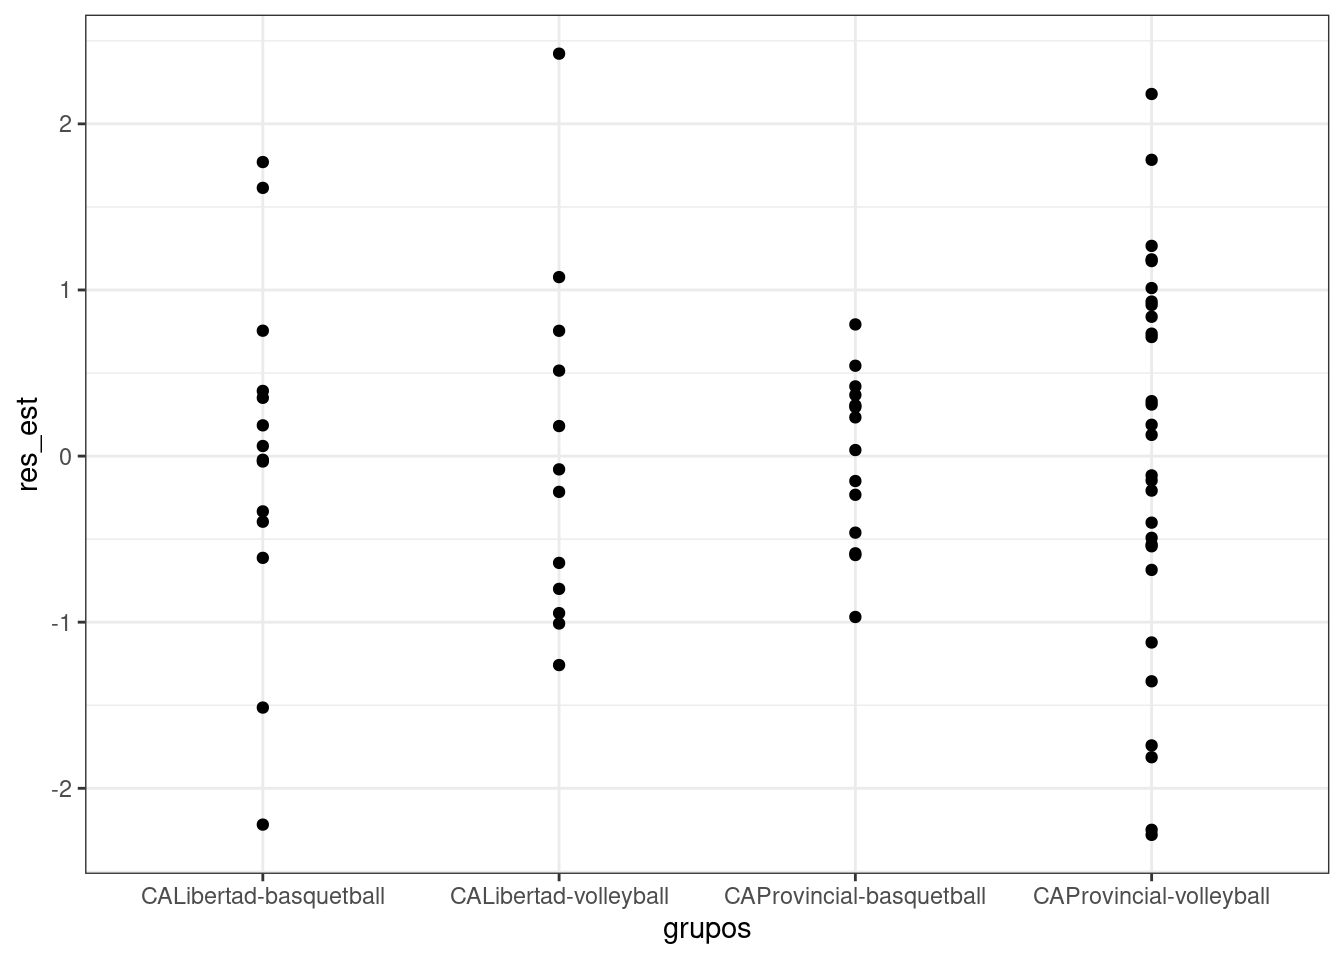 2
1
0
-1
-2
res_est
CALibertad-basquetball
CALibertad-volleyball
CAProvincial-basquetball
CAProvincial-volleyball
grupos